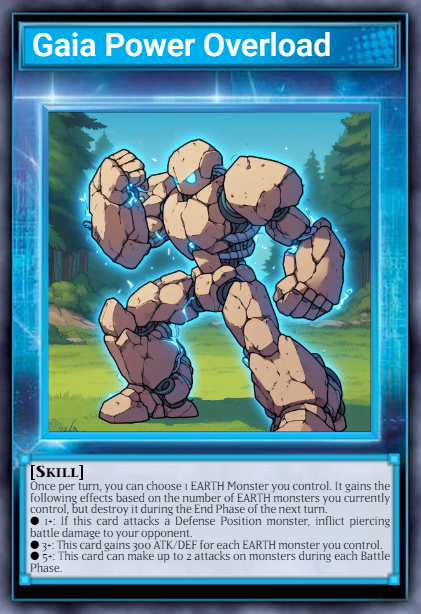 Gaia Power Overload
[SKILL]
Once per turn, you can choose 1 EARTH Monster you control. It gains the
following effects based on the number of EARTH monsters you currently
control, but destroy it during the End Phase of the next turn.
● 1+: If this card attacks a Defense Position monster, inflict piercing
battle damage to your opponent.
● 3+: This card gains 300 ATK/DEF for each EARTH monster you control.
● 5+: This card can make up to 2 attacks on monsters during each Battle
Phase.